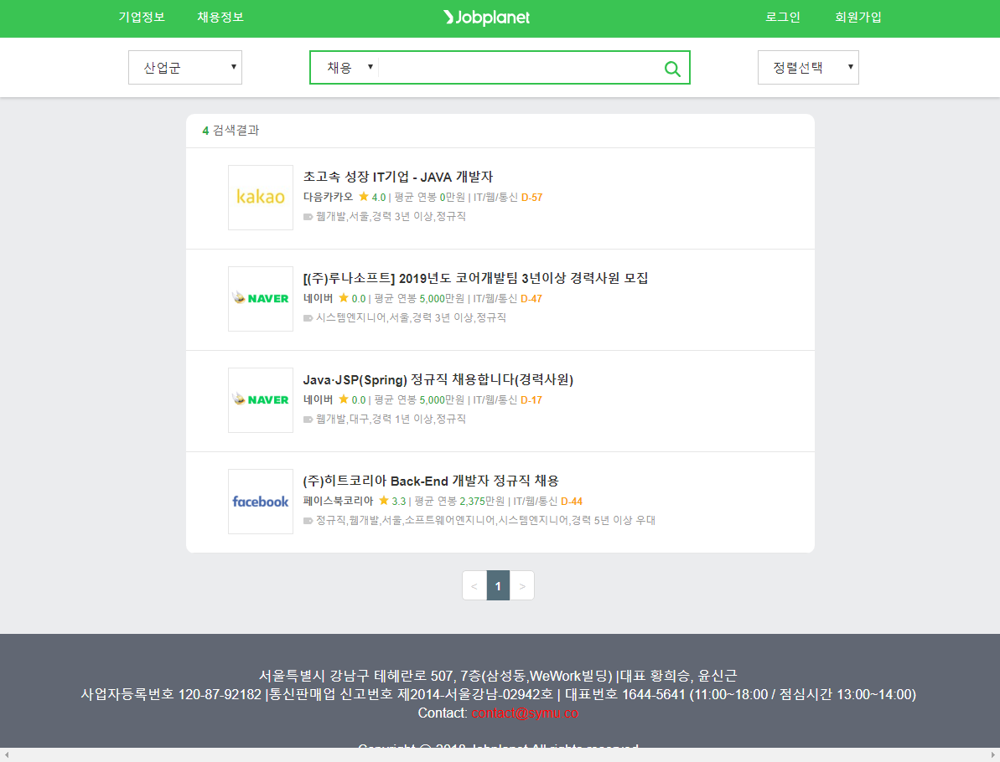 기업정보 채용정보 Jobplanet 로그인 회원가입
산업군 채용 정렬선택
4 검색결과
kakao
초고속 성장 IT기업 - JAVA 개발자
다음카카오 ★ 4.0 | 평균 연봉 0만원 | IT/웹/통신 D-57
웹개발,서울,경력 3년 이상,정규직
NAVER
[(주)루나소프트] 2019년도 코어개발팀 3년이상 경력사원 모집
네이버 ★ 0.0 | 평균 연봉 5,000만원 | IT/웹/통신 D-47
시스템엔지니어,서울,경력 3년 이상,정규직
NAVER
Java·JSP(Spring) 정규직 채용합니다(경력사원)
네이버 ★ 0.0 | 평균 연봉 5,000만원 | IT/웹/통신 D-17
웹개발,대구,경력 1년 이상,정규직
facebook
(주)히트코리아 Back-End 개발자 정규직 채용
페이스북코리아 ★ 3.3 | 평균 연봉 2,375만원 | IT/웹/통신 D-44
정규직,웹개발,서울,소프트웨어엔지니어,시스템엔지니어,경력 5년 이상 우대
< 1 >
서울특별시 강남구 테헤란로 507, 7층(삼성동,WeWork빌딩) |대표 황희승, 윤신근
사업자등록번호 120-87-92182 |통신판매업 신고번호 제2014-서울강남-02942호 | 대표번호 1644-5641 (11:00~18:00 / 점심시간 13:00~14:00)
Contact: contact@symu.co
Copyright © 2018 Jobplanet All rights reserved